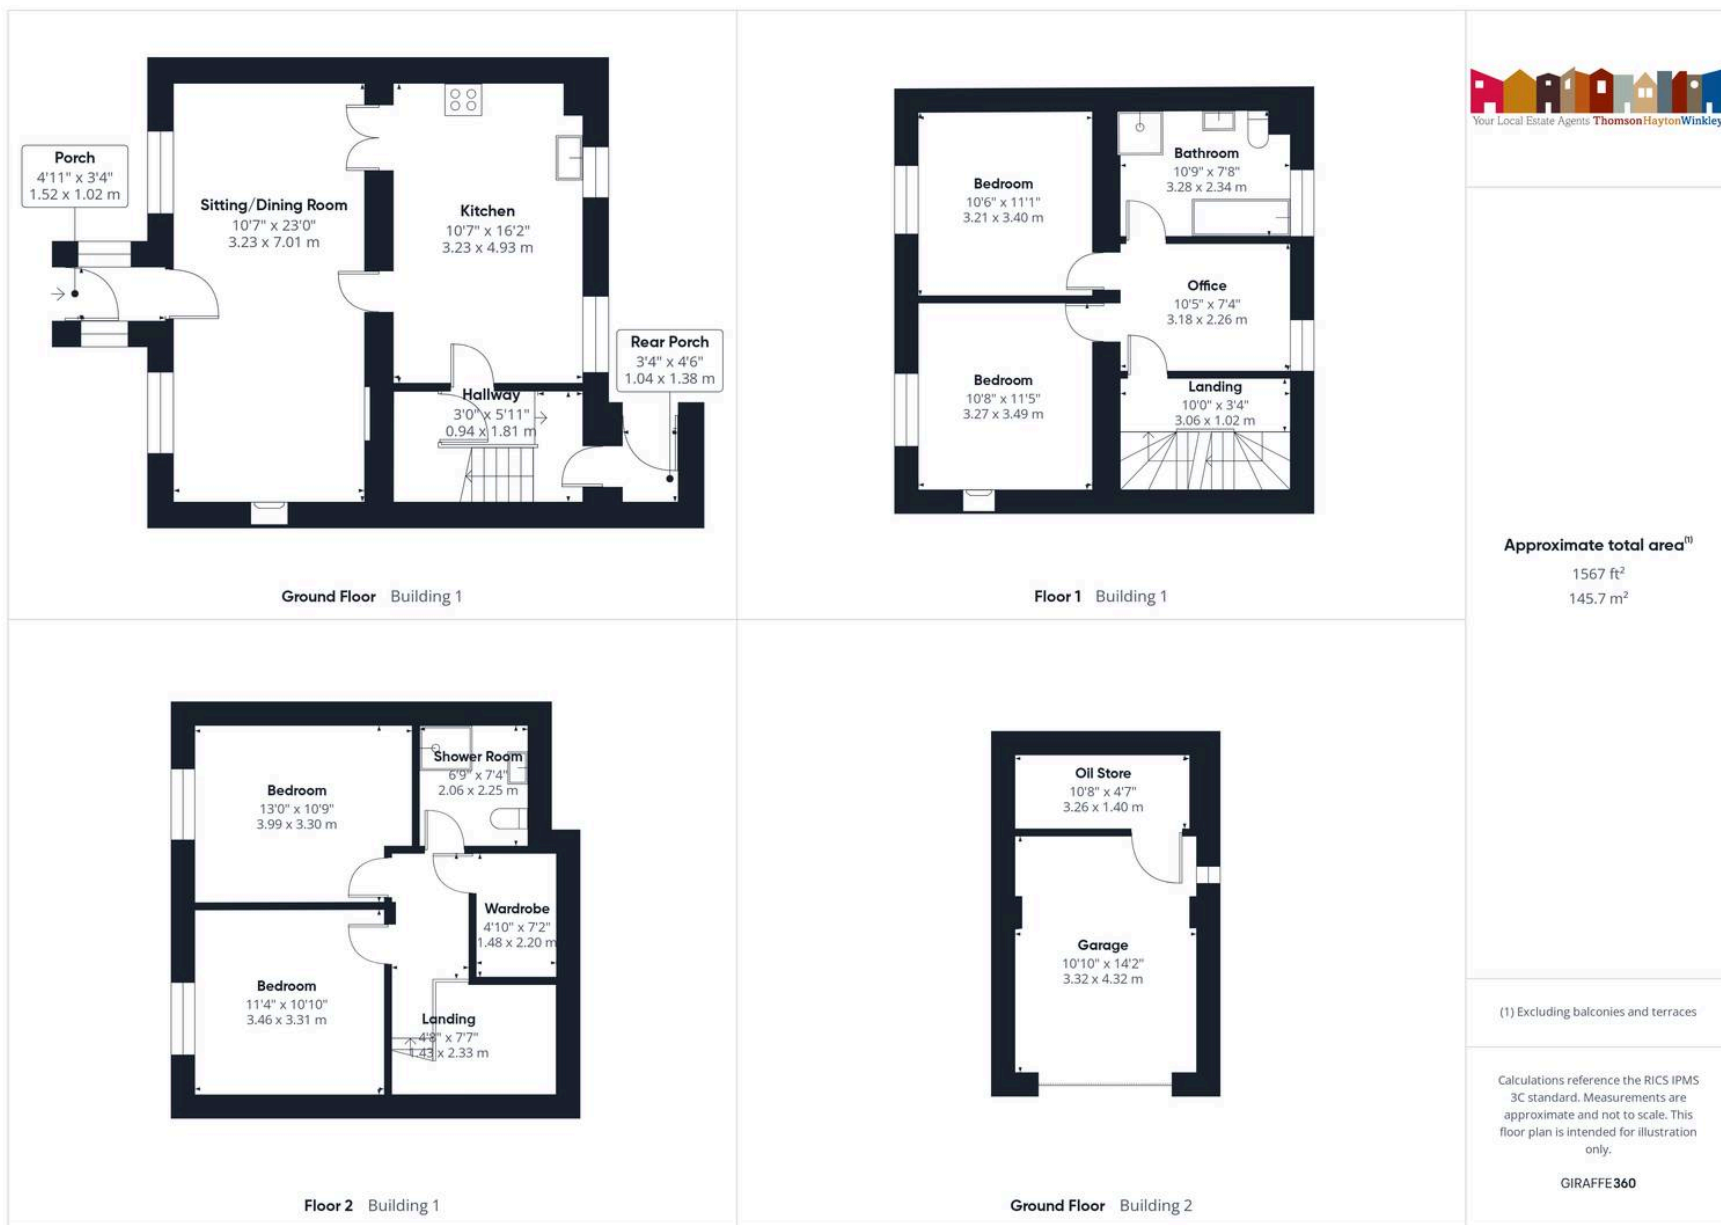 Porch
4'11" x 3'4"
1.52 x 1.02 m
Sitting/Dining Room
10'7" x 23'0"
3.23 x 7.01 m
Kitchen
10'7" x 16'2"
3.23 x 4.93 m
Rear Porch
3'4" x 4'6"
1.04 x 1.38 m
Hallway
3'0" x 5'11"
0.94 x 1.81 m
Ground Floor Building 1
Bedroom
10'6" x 11'1"
3.21 x 3.40 m
Bathroom
10'9" x 7'8"
3.28 x 2.34 m
Office
10'5" x 7'4"
3.18 x 2.26 m
Bedroom
10'8" x 11'5"
3.27 x 3.49 m
Landing
10'0" x 3'4"
3.06 x 1.02 m
Floor 1 Building 1
Your Local Estate Agents ThomsonHaytonWinkley
Approximate total area(1)
1567 ft²
145.7 m²
Bedroom
13'0" x 10'9"
3.99 x 3.30 m
Shower Room
6'9" x 7'4"
2.06 x 2.25 m
Wardrobe
4'10" x 7'2"
1.48 x 2.20 m
Bedroom
11'4" x 10'10"
3.46 x 3.31 m
Landing
4'8" x 7'7"
1.43 x 2.33 m
Floor 2 Building 1
Oil Store
10'8" x 4'7"
3.26 x 1.40 m
Garage
10'10" x 14'2"
3.32 x 4.32 m
Ground Floor Building 2
(1) Excluding balconies and terraces
Calculations reference the RICS IPMS
3C standard. Measurements are
approximate and not to scale. This
floor plan is intended for illustration
only.
GIRAFFE360